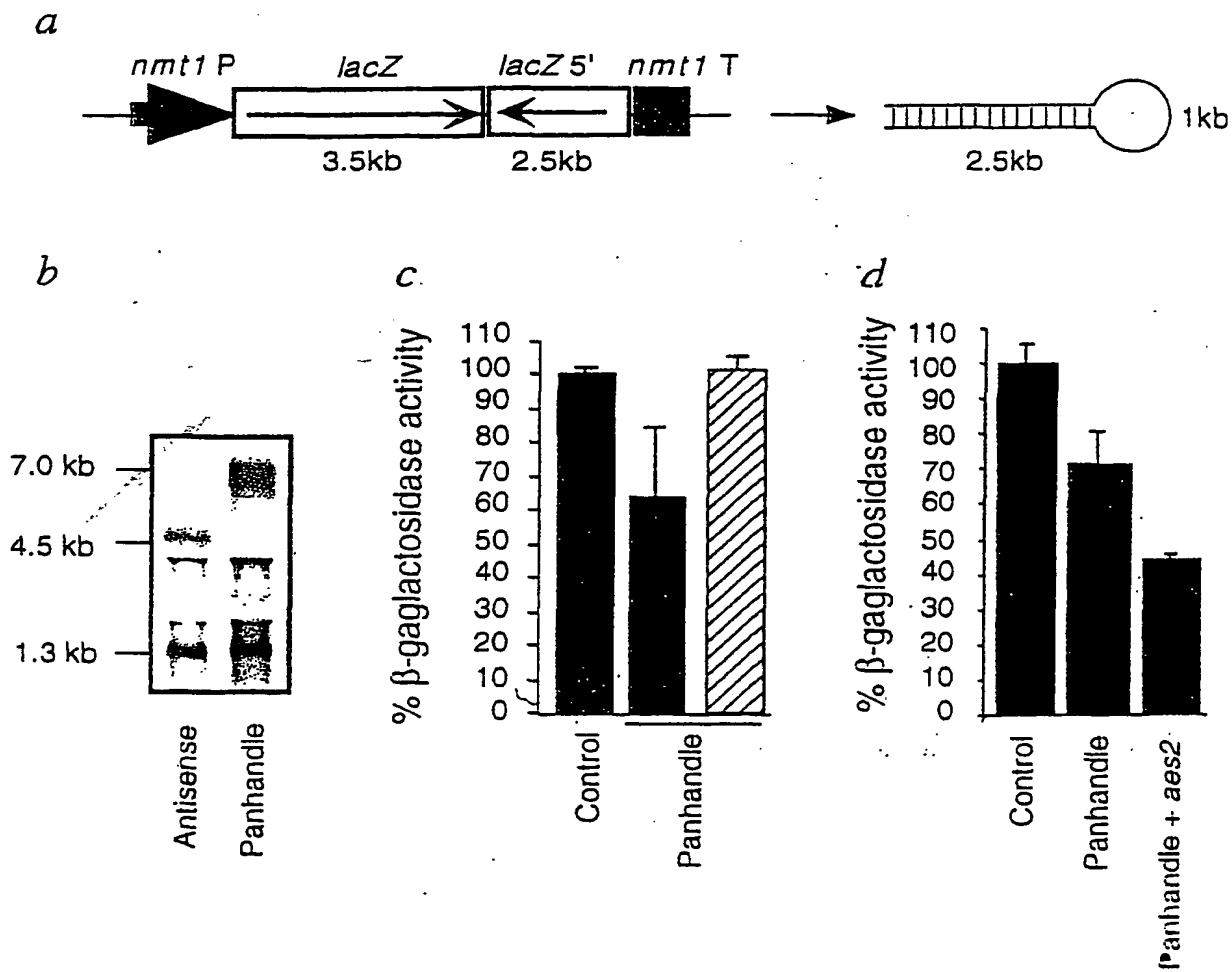 a
nmt1 P
lacZ
lacZ 5'
nmt1 T
3.5kb
2.5kb
2.5kb
1kb
b
7.0 kb
4.5 kb
1.3 kb
Antisense
Panhandle
c
% β-gaglactosidase activity
110
100
90
80
70
60
50
40
30
20
10
0
Control
Panhandle
d
% β-gaglactosidase activity
110
100
90
80
70
60
50
40
30
20
10
0
Control
Panhandle
Panhandle + aes2